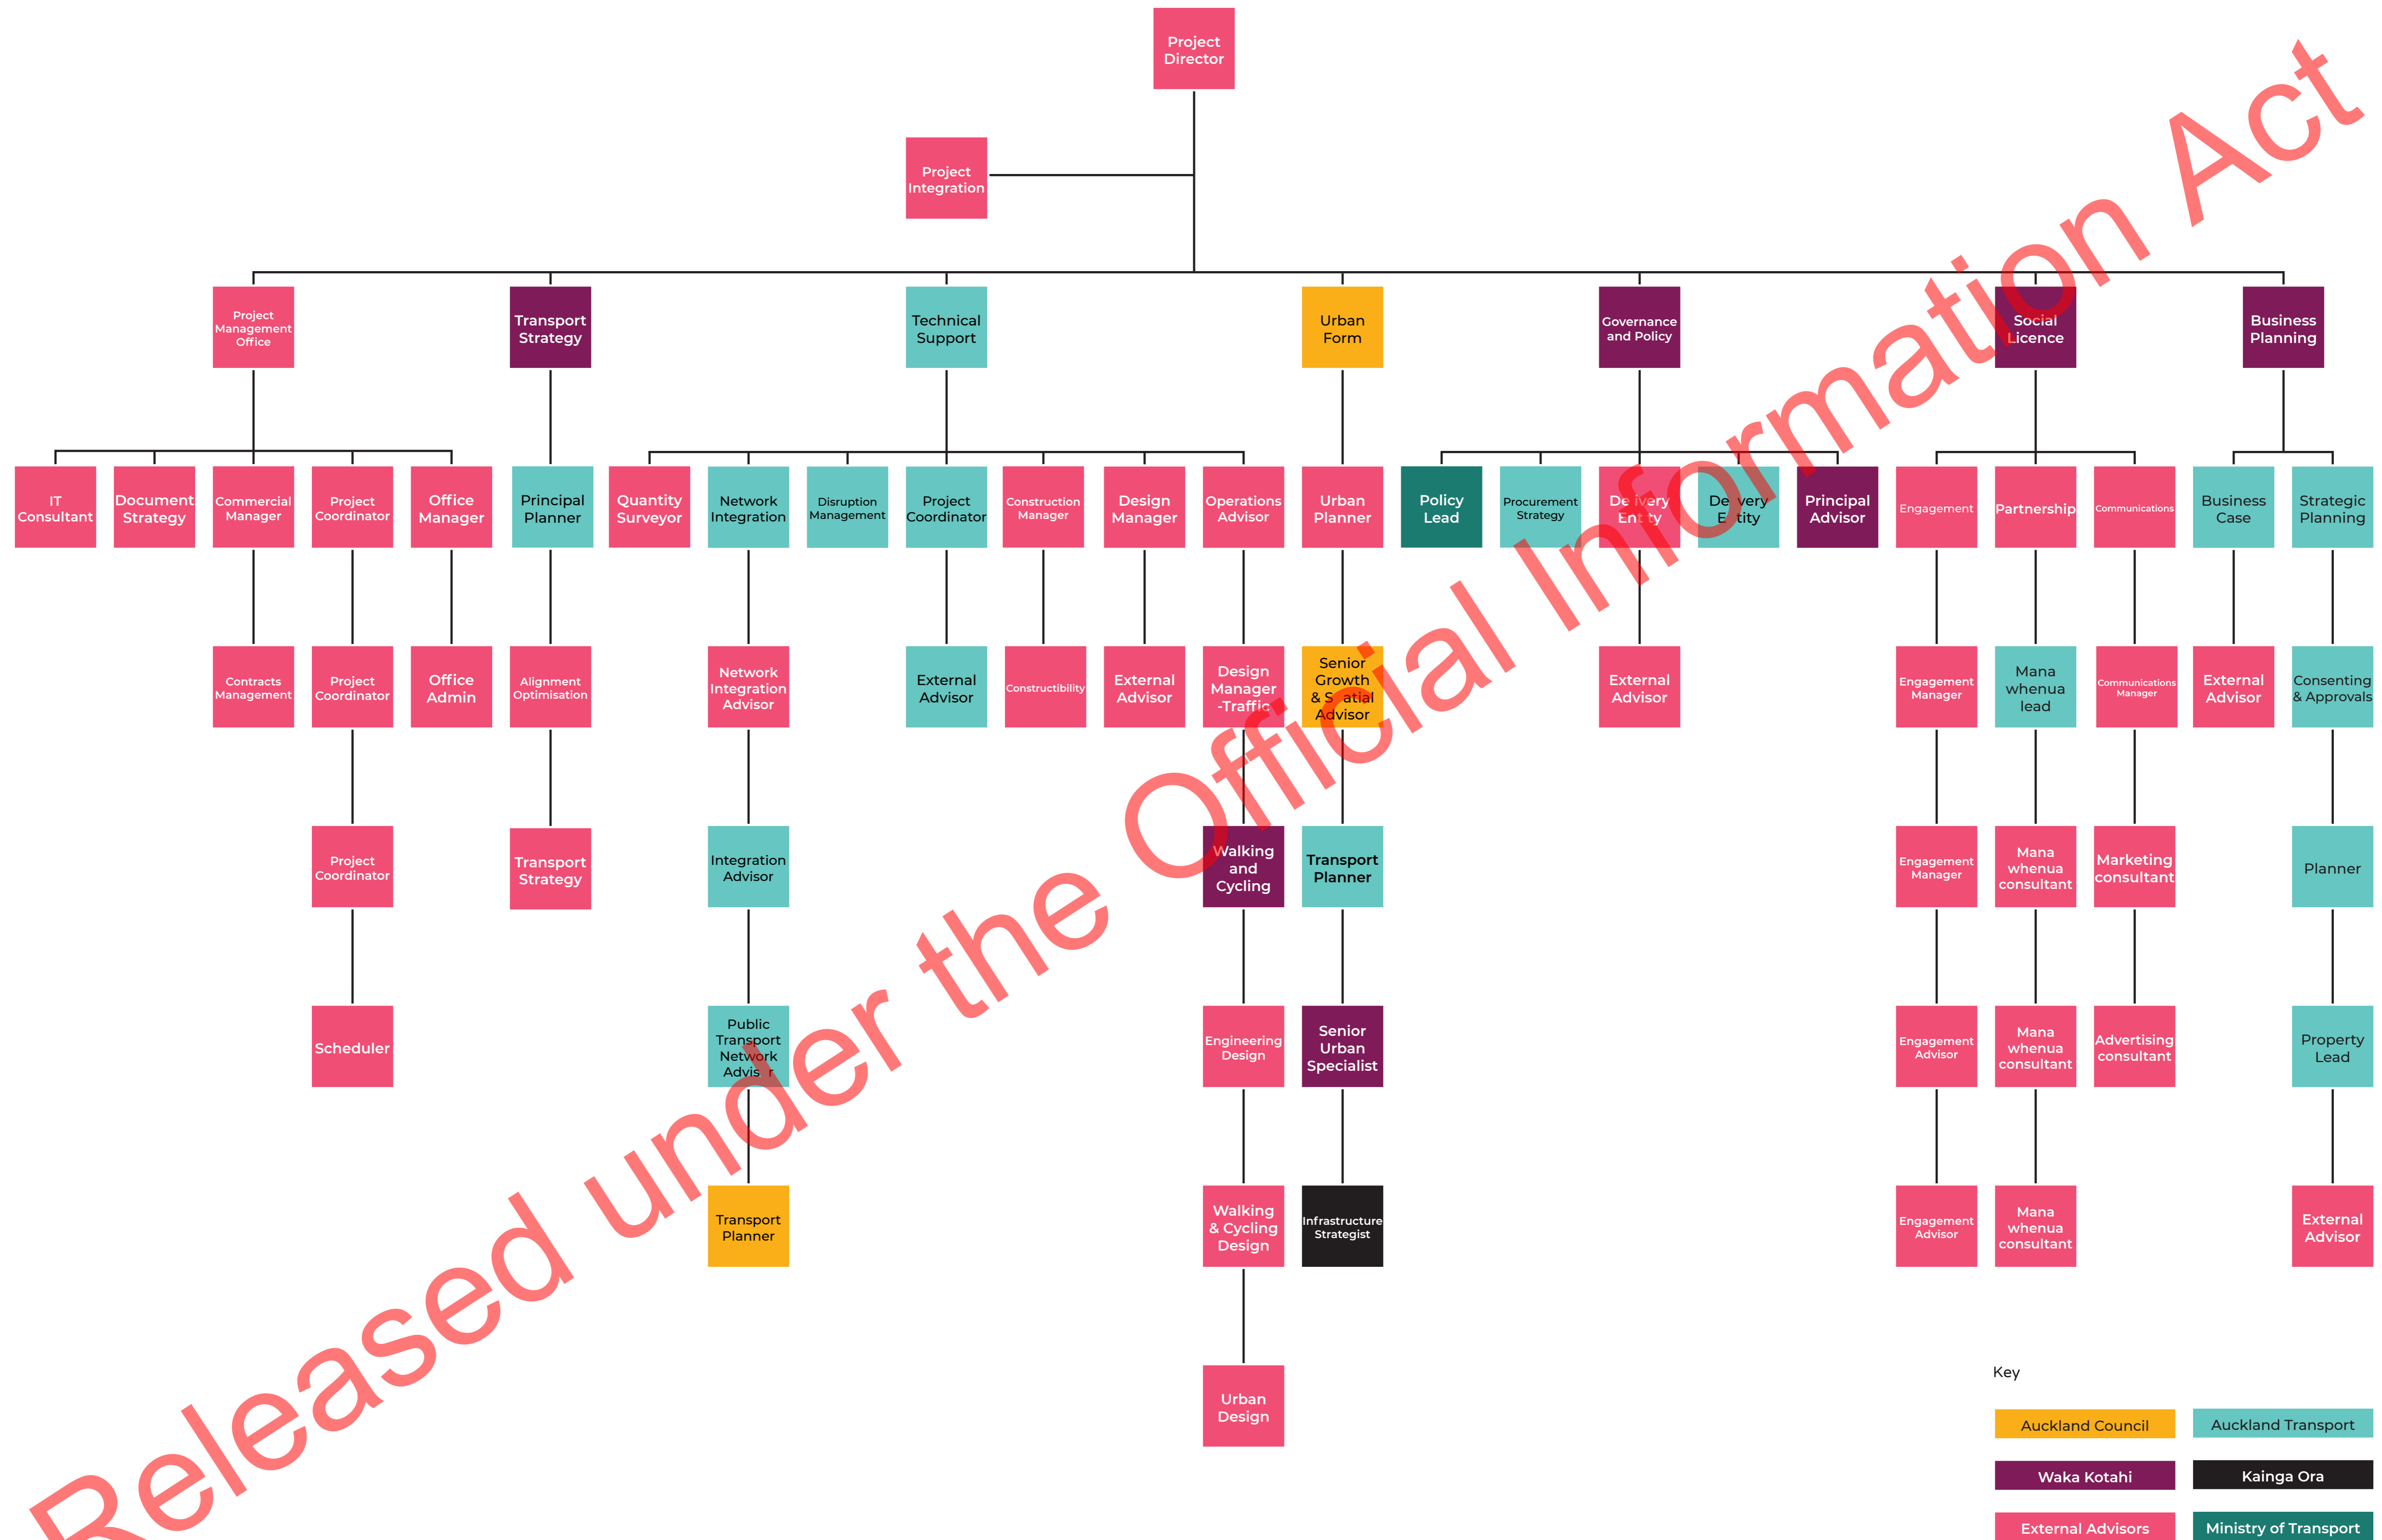 Project
Director
Project
Integration
Project
Management
Office
Transport
Strategy
Technical
Support
Urban
Form
Governance
and Policy
Social
Licence
Business
Planning
IT
Consultant
Document
Strategy
Commercial
Manager
Project
Coordinator
Office
Manager
Principal
Planner
Quantity
Surveyor
Network
Integration
Disruption
Management
Project
Coordinator
Construction
Manager
Design
Manager
Operations
Advisor
Urban
Planner
Policy
Lead
Procurement
Strategy
Delivery
Entity
Delivery
Entity
Principal
Advisor
Engagement
Partnership
Communications
Business
Case
Strategic
Planning
Contracts
Management
Project
Coordinator
Office
Admin
Alignment
Optimisation
Network
Integration
Advisor
External
Advisor
Constructibility
External
Advisor
Design
Manager
-Traffic
Senior
Growth
& Spatial
Advisor
External
Advisor
Engagement
Manager
Mana
whenua
lead
Communications
Manager
External
Advisor
Consenting
& Approvals
Project
Coordinator
Transport
Strategy
Integration
Advisor
Walking
and
Cycling
Transport
Planner
Engagement
Manager
Mana
whenua
consultant
Marketing
consultant
Planner
Scheduler
Public
Transport
Network
Advisor
Engineering
Design
Senior
Urban
Specialist
Engagement
Advisor
Mana
whenua
consultant
Advertising
consultant
Property
Lead
Transport
Planner
Walking
& Cycling
Design
Infrastructure
Strategist
Engagement
Advisor
Mana
whenua
consultant
External
Advisor
Urban
Design
Key
Auckland Council
Auckland Transport
Waka Kotahi
Kainga Ora
External Advisors
Ministry of Transport
Released under the Official Information Act